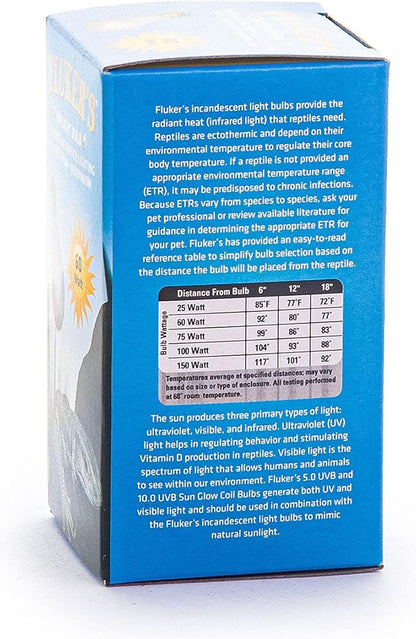 FLUKER'S
60
Watts
Fluker's incandescent light bulbs provide the
radiant heat (infrared light) that reptiles need.
Reptiles are ectothermic and depend on their
environmental temperature to regulate their core
body temperature. If a reptile is not provided an
appropriate environmental temperature range
(ETR), it may be predisposed to chronic infections.
Because ETRs vary from species to species, ask your
pet professional or review available literature for
guidance in determining the appropriate ETR for
your pet. Fluker's has provided an easy-to-read
reference table to simplify bulb selection based on
the distance the bulb will be placed from the reptile.
Distance From Bulb 6" 12" 18"
Bulb Wattage
25 Watt 85°F 77°F 72°F
60 Watt 92° 80° 77°
75 Watt 99° 86° 83°
100 Watt 104° 93° 88°
150 Watt 117° 101° 92°
Temperatures average at specified distances; may vary
based on size or type of enclosure. All testing performed
at 68° room temperature.
The sun produces three primary types of light:
ultraviolet, visible, and infrared. Ultraviolet (UV)
light helps in regulating behavior and stimulating
Vitamin D production in reptiles. Visible light is the
spectrum of light that allows humans and animals
to see within our environment. Fluker's 5.0 UVB and
10.0 UVB Sun Glow Coil Bulbs generate both UV and
visible light and should be used in combination with
the Fluker's incandescent light bulbs to mimic
natural sunlight.